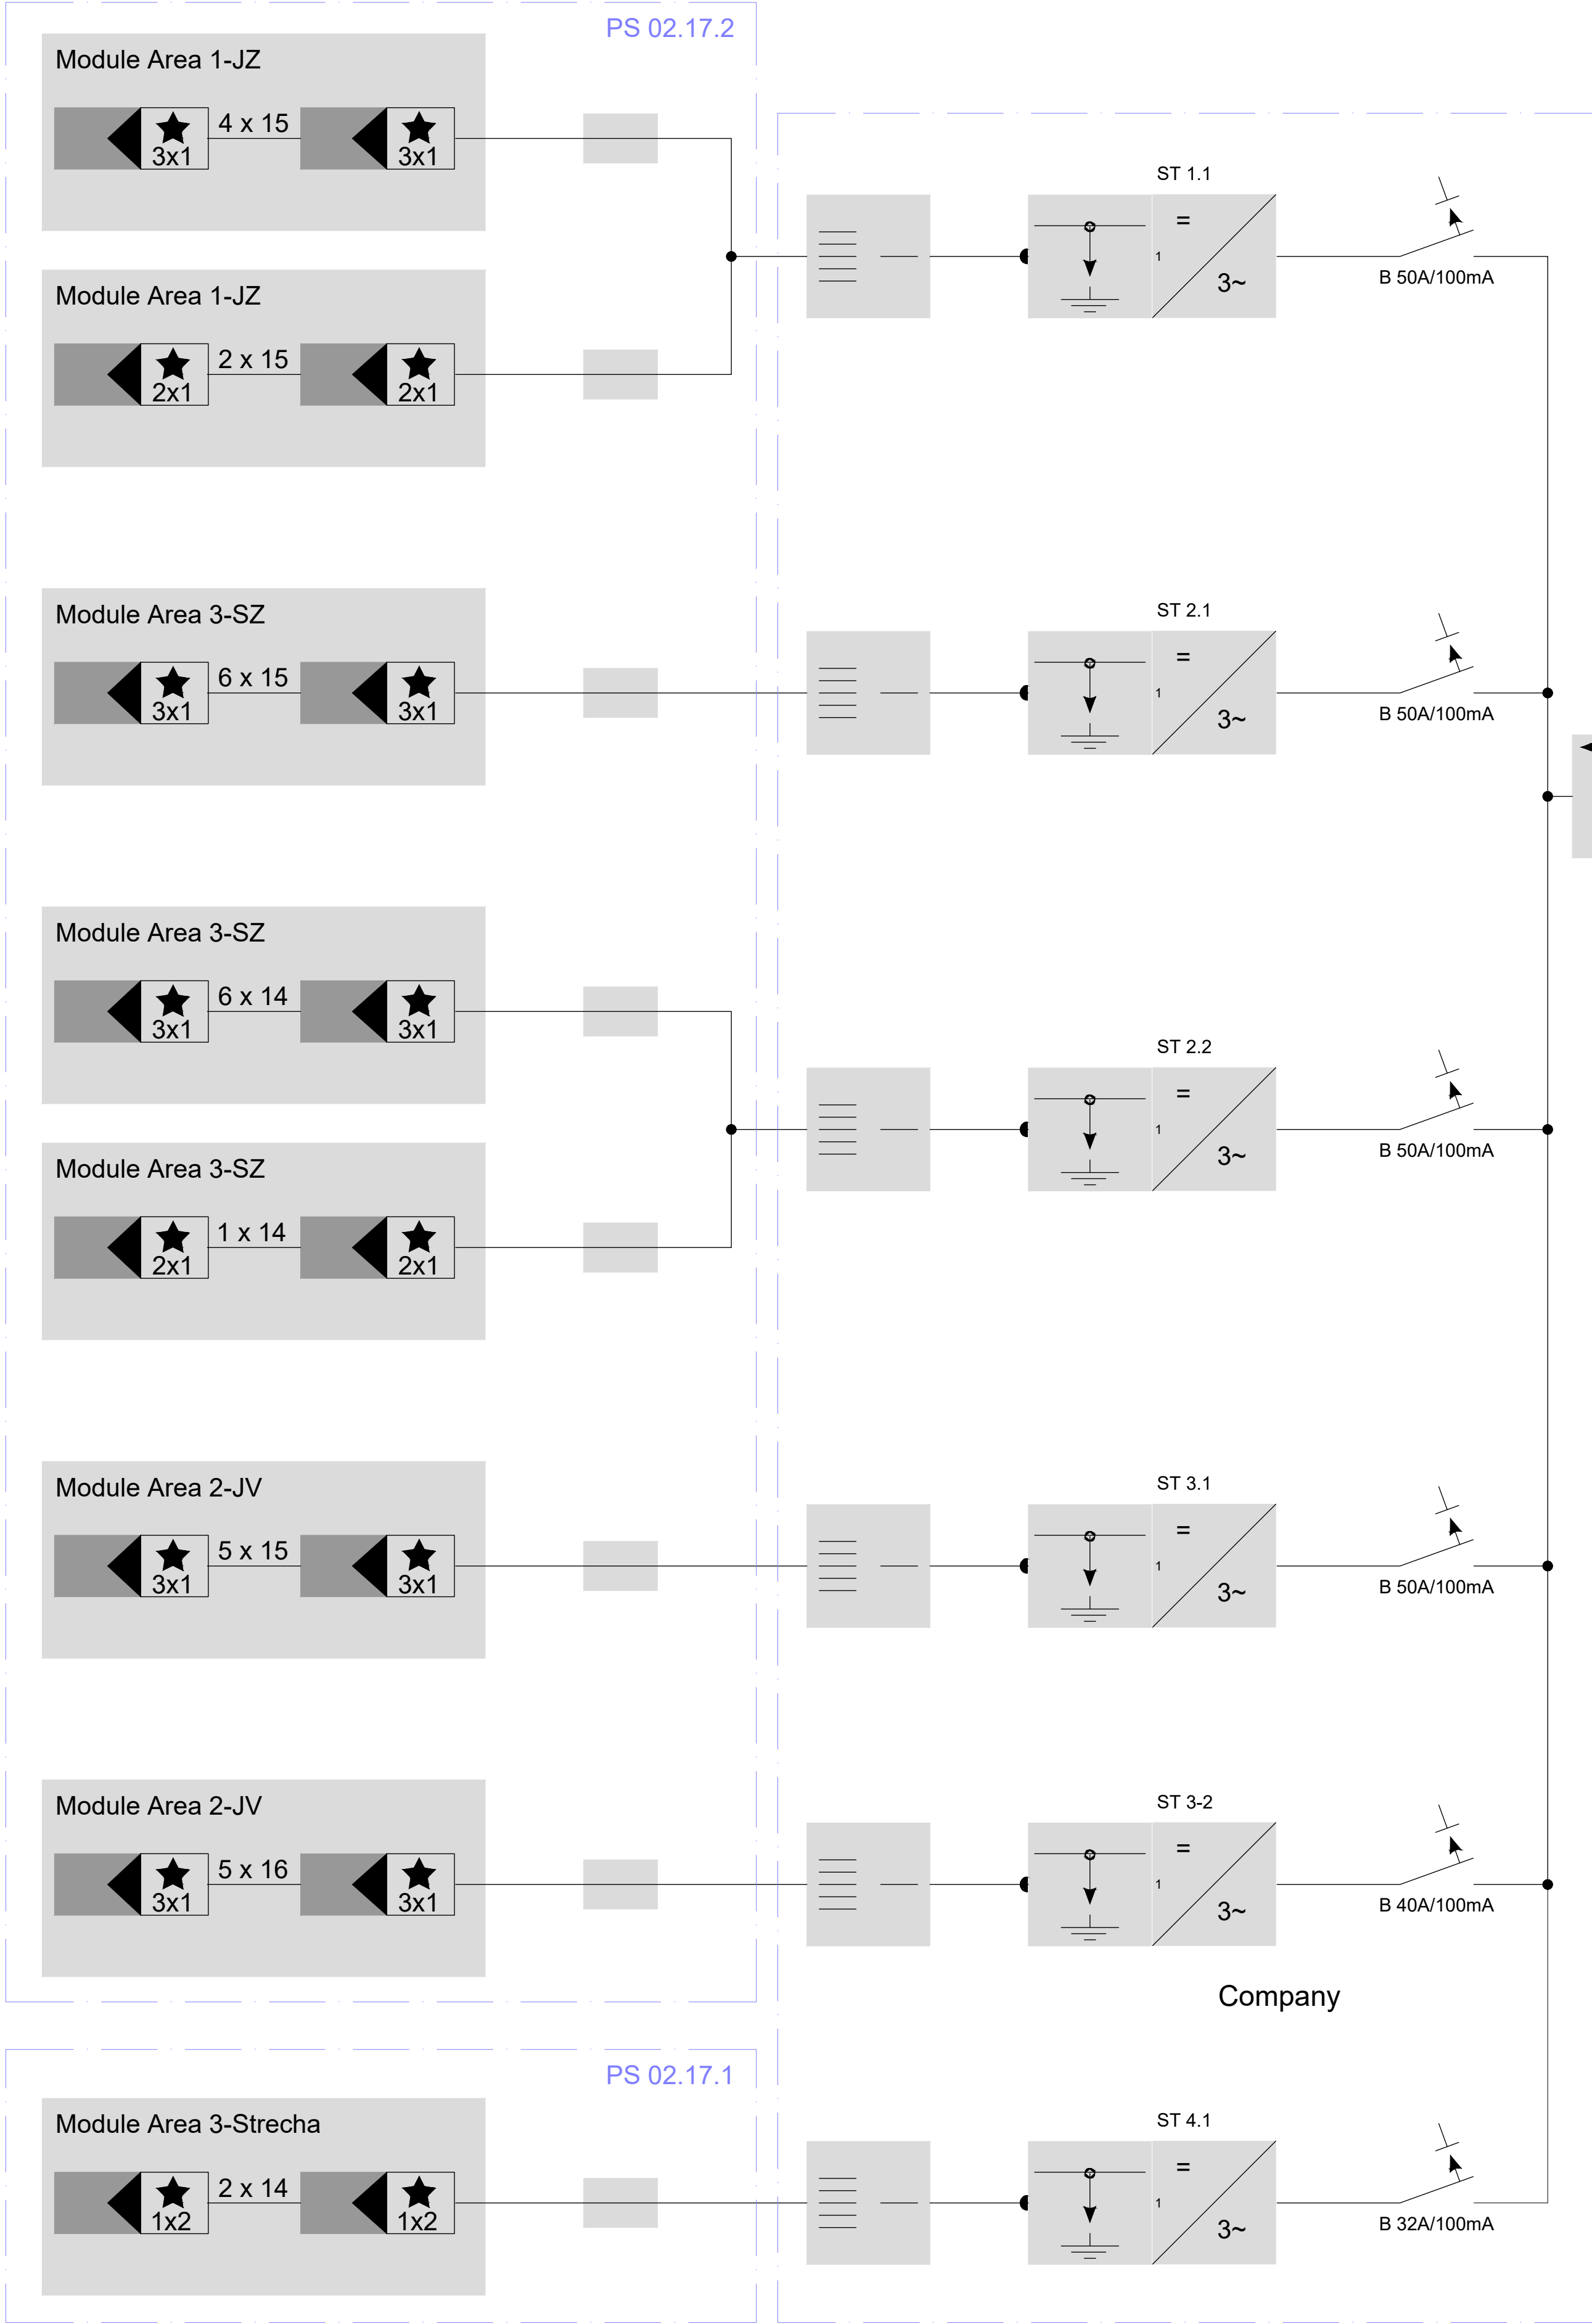 PS 02.17.2
Module Area 1-JZ
4 x 15
3x1
3x1
ST 1.1
=
1
3~
B 50A/100mA
Module Area 1-JZ
2 x 15
2x1
2x1
Module Area 3-SZ
6 x 15
3x1
3x1
ST 2.1
=
1
3~
B 50A/100mA
Module Area 3-SZ
6 x 14
3x1
3x1
ST 2.2
=
1
3~
B 50A/100mA
Module Area 3-SZ
1 x 14
2x1
2x1
Module Area 2-JV
5 x 15
3x1
3x1
ST 3.1
=
1
3~
B 50A/100mA
Module Area 2-JV
5 x 16
3x1
3x1
ST 3-2
=
1
3~
B 40A/100mA
Company
PS 02.17.1
Module Area 3-Strecha
2 x 14
1x2
1x2
ST 4.1
=
1
3~
B 32A/100mA